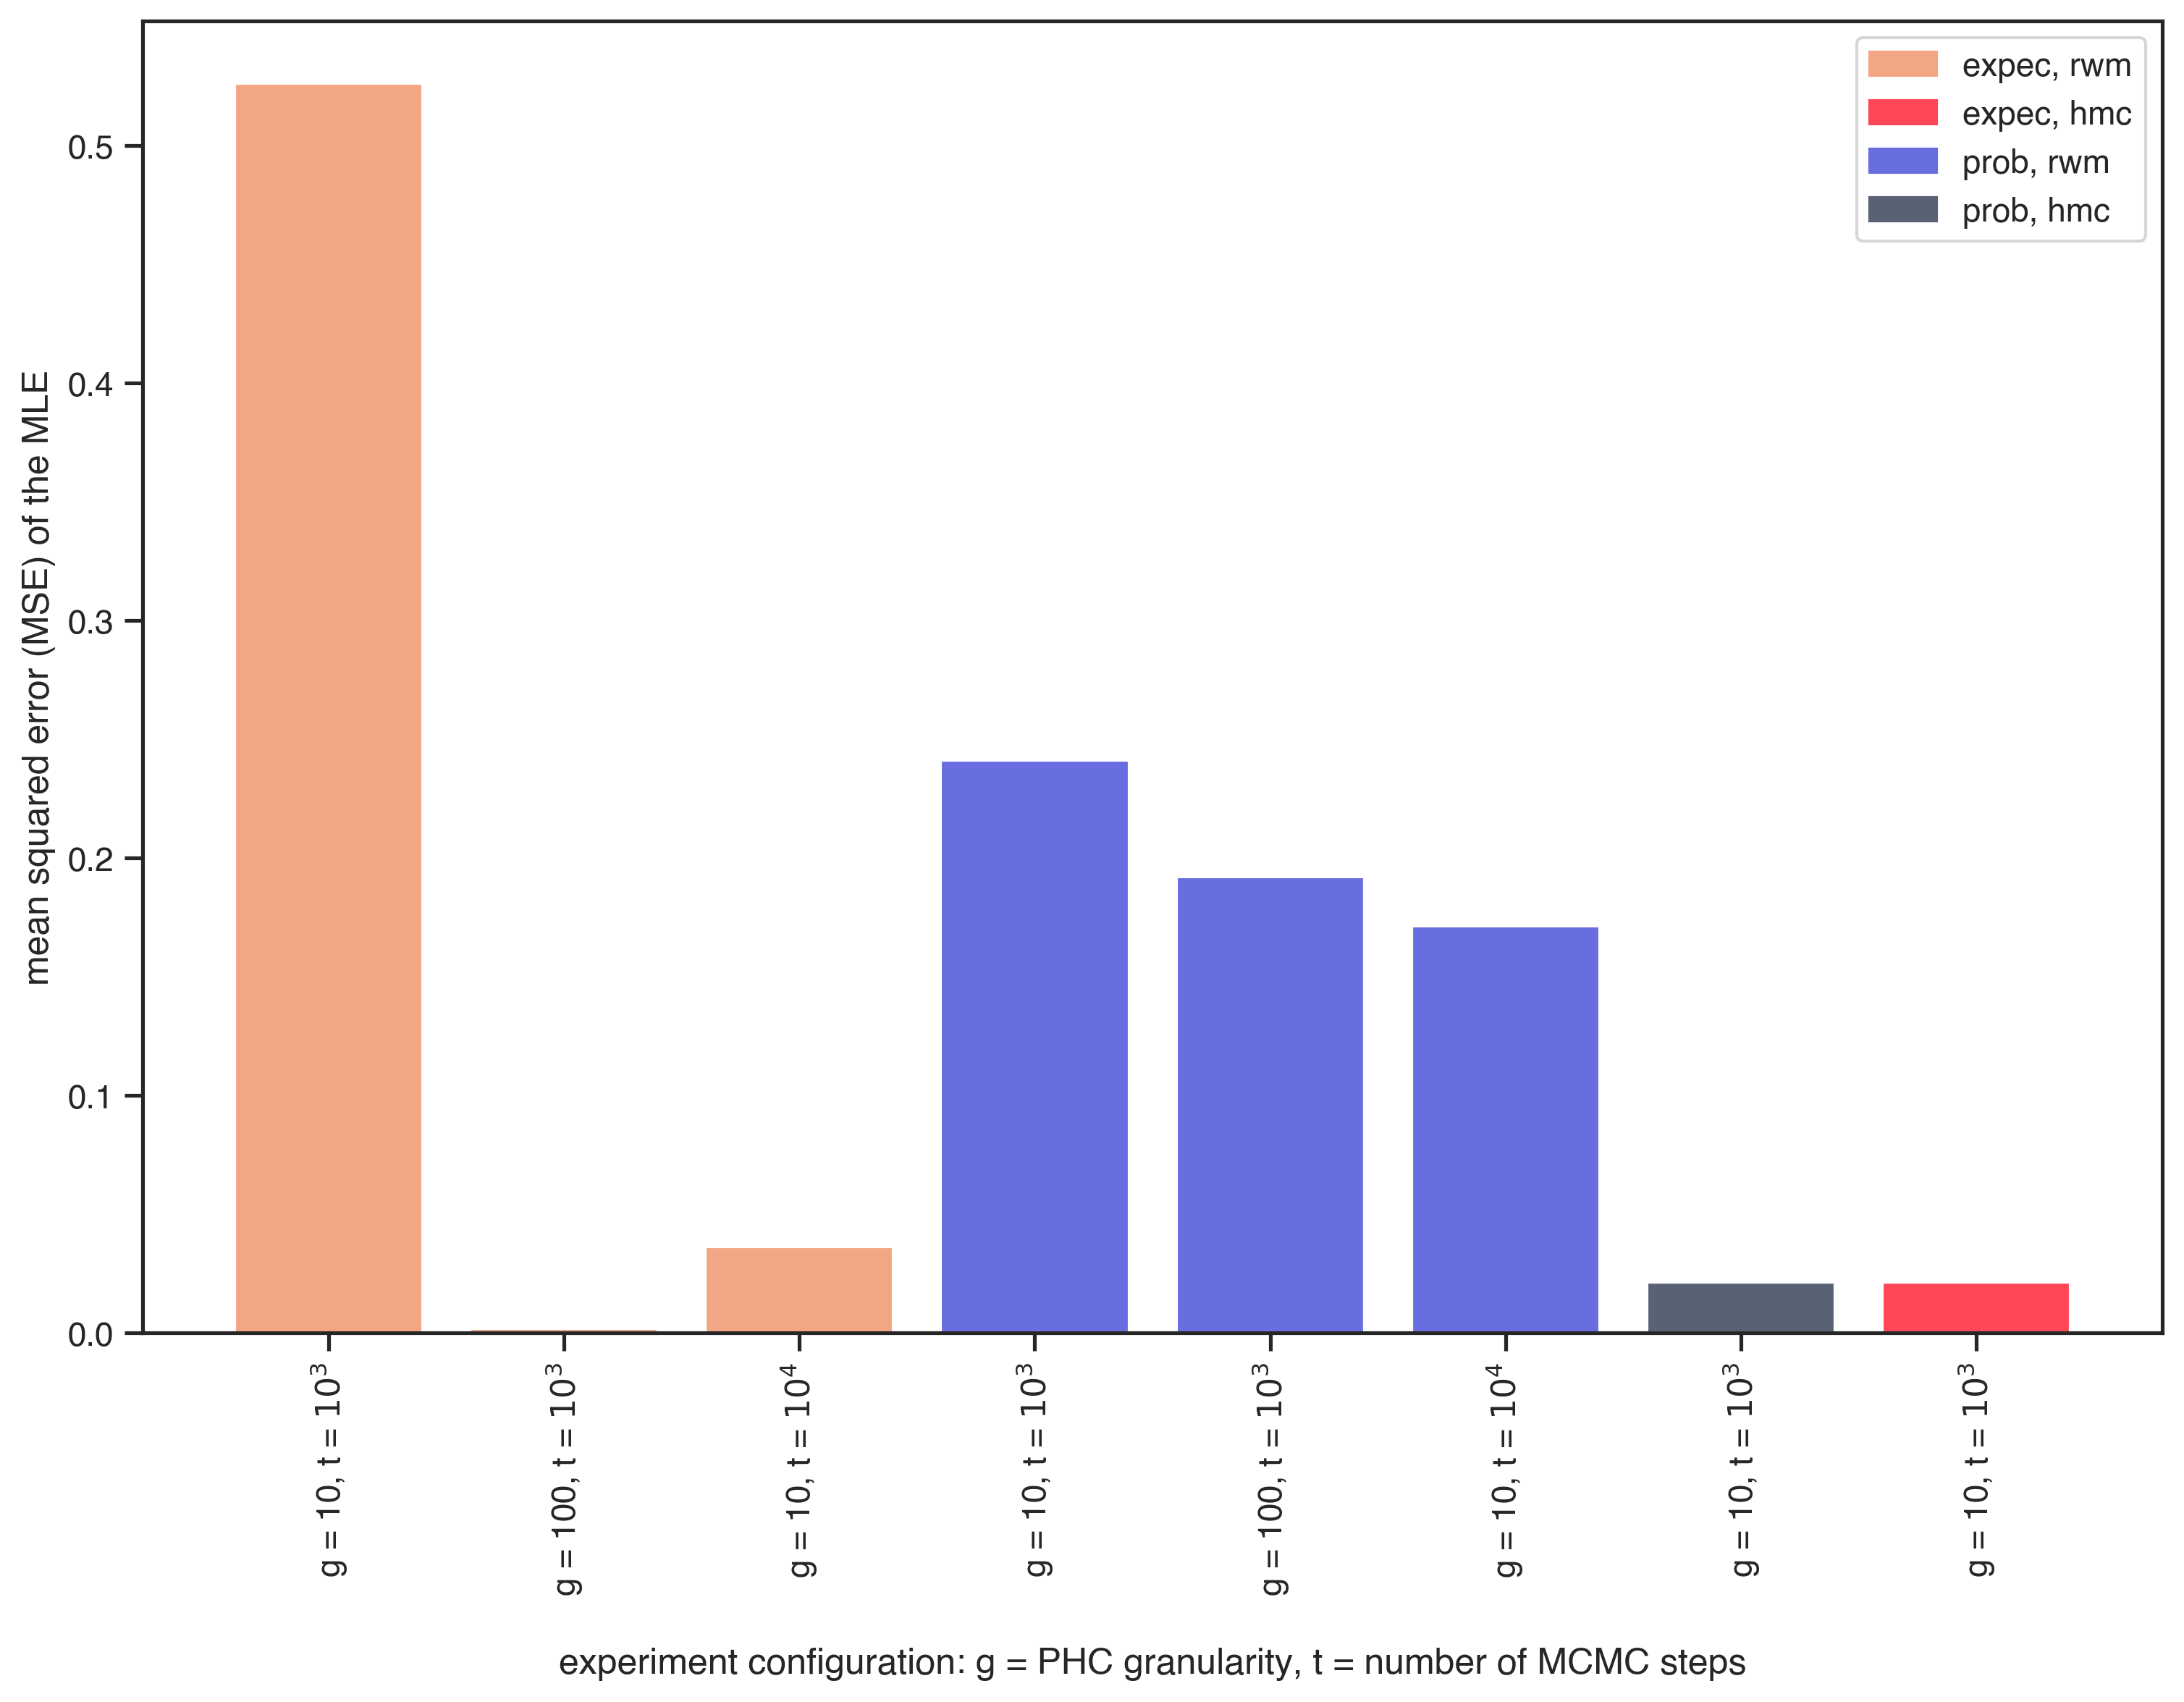 expec, rwm
expec, hmc
prob, rwm
prob, hmc
mean squared error (MSE) of the MLE
0.5
0.4
0.3
0.2
0.1
0.0
g = 10, t = 10³
g = 100, t = 10³
g = 10, t = 10⁴
g = 10, t = 10³
g = 100, t = 10³
g = 10, t = 10⁴
g = 10, t = 10³
g = 10, t = 10³
experiment configuration: g = PHC granularity, t = number of MCMC steps